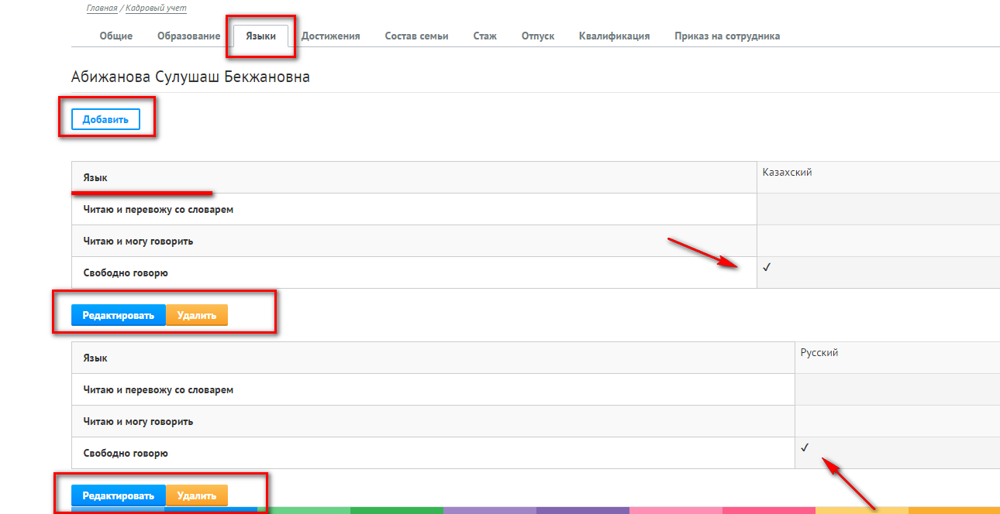 Главная / Кадровый учет
Общие Образование Языки Достижения Состав семьи Стаж Отпуск Квалификация Приказ на сотрудника
Абижанова Сулушаш Бекжановна
Добавить
Язык Казахский
Читаю и перевожу со словарем
Читаю и могу говорить
Свободно говорю ✓
Редактировать Удалить
Язык Русский
Читаю и перевожу со словарем
Читаю и могу говорить
Свободно говорю ✓
Редактировать Удалить